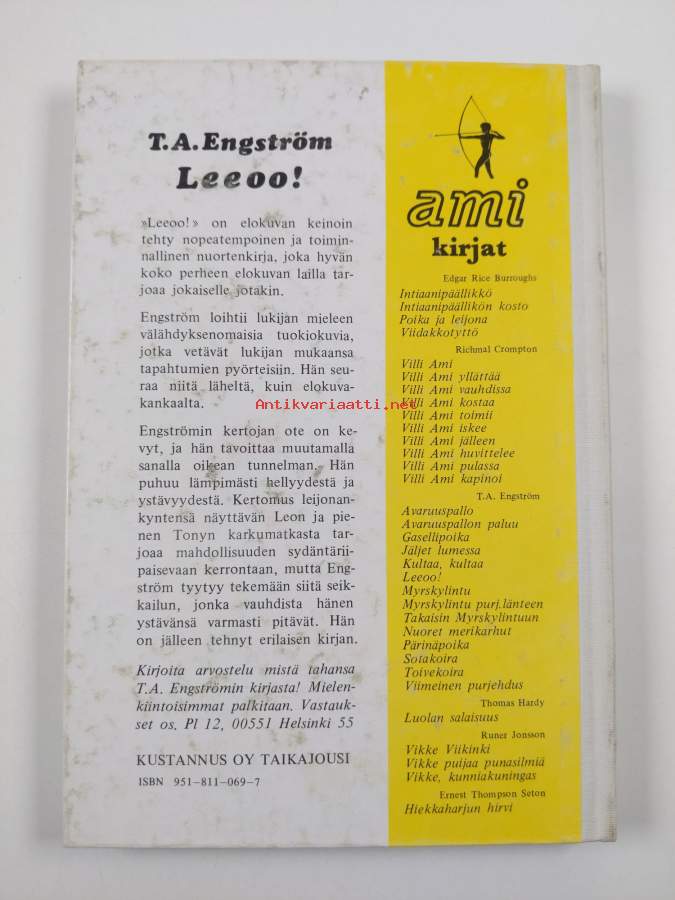 T.A. Engström
Leeoo!
»Leeoo!» on elokuvan keinoin
tehty nopeatempoinen ja toimin-
nallinen nuortenkirja, joka hyvän
koko perheen elokuvan lailla tar-
joaa jokaiselle jotakin.
Engström loihtii lukijan mieleen
välähdyksenomaisia tuokiokuvia,
jotka vetävät lukijan mukaansa
tapahtumien pyörteisiin. Hän seu-
raa niitä läheltä, kuin elokuva-
kankaalta.
Engströmin kertojan ote on ke-
vyt, ja hän tavoittaa muutamalla
sanalla oikean tunnelman. Hän
puhuu lämpimästi hellyydestä ja
ystävyydestä. Kertomus leijonan-
kyntensä näyttävän Leon ja pie-
nen Tonyn karkumatkasta tar-
joaa mahdollisuuden sydäntärii-
paisevaan kerrontaan, mutta Eng-
ström tyytyy tekemään siitä seik-
kailun, jonka vauhdista hänen
ystävänsä varmasti pitävät. Hän
on jälleen tehnyt erilaisen kirjan.
Kirjoita arvostelu mistä tahansa
T.A. Engströmin kirjasta! Mielen-
kiintoisimmat palkitaan. Vastauk-
set os. Pl 12, 00551 Helsinki 55
KUSTANNUS OY TAIKAJOUSI
ISBN 951-811-069-7
ami
kirjat
Edgar Rice Burroughs
Intiaanipäällikkö
Intiaanipäällikön kosto
Poika ja leijona
Viidakkotyttö
Richmal Crompton
Villi Ami
Villi Ami yllättää
Villi Ami vauhdissa
Villi Ami kostaa
Villi Ami toimii
Villi Ami iskee
Villi Ami jälleen
Villi Ami huvittelee
Villi Ami pulassa
Villi Ami kapinoi
T.A. Engström
Avaruuspallo
Avaruuspallon paluu
Gasellipoika
Jäljet lumessa
Kultaa, kultaa
Leeoo!
Myrskylintu
Myrskylintu purj.länteen
Takaisin Myrskylintuun
Nuoret merikarhut
Pärinäpoika
Sotakoira
Toivekoira
Viimeinen purjehdus
Thomas Hardy
Luolan salaisuus
Runer Jonsson
Vikke Viikinki
Vikke puijaa punasilmiä
Vikke, kunniakuningas
Ernest Thompson Seton
Hiekkaharjun hirvi
Antikvariaatti.net